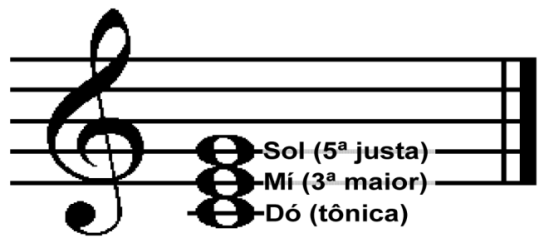 Sol (5ª justa)
Mí (3ª maior)
Dó (tônica)